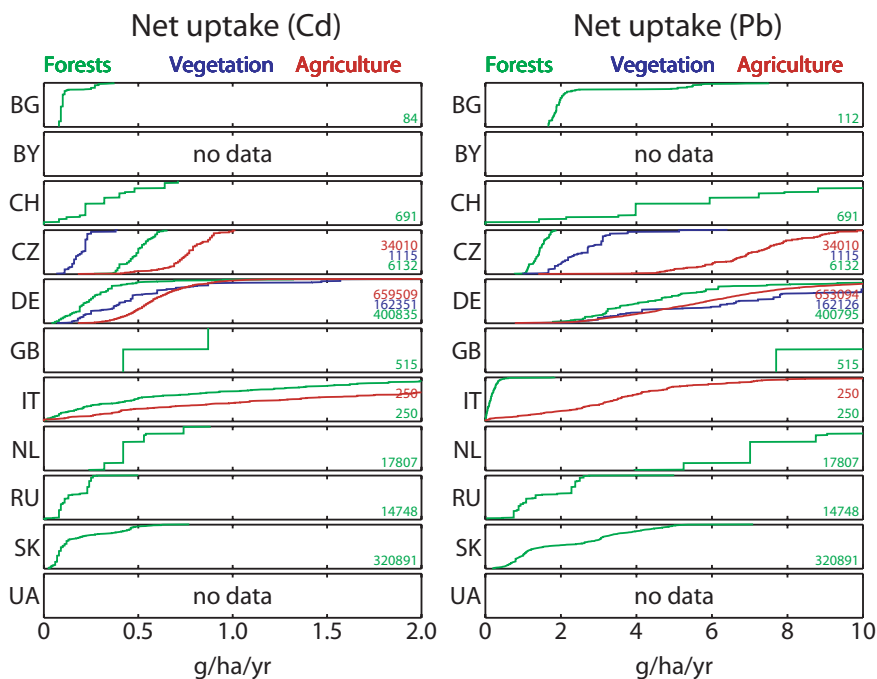 Net uptake (Cd)
Forests Vegetation Agriculture
BG
84
BY
no data
CH
691
CZ
34010
1115
6132
DE
659509
162351
400835
GB
515
IT
250
250
NL
17807
RU
14748
SK
320891
UA
no data
0 0.5 1.0 1.5 2.0
g/ha/yr
Net uptake (Pb)
Forests Vegetation Agriculture
BG
112
BY
no data
CH
691
CZ
34010
1115
6132
DE
653094
162126
400795
GB
515
IT
250
250
NL
17807
RU
14748
SK
320891
UA
no data
0 2 4 6 8 10
g/ha/yr